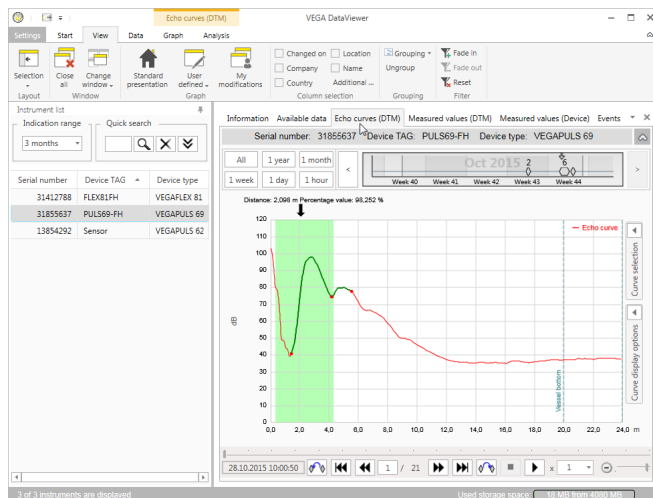 Echo curves (DTM)
VEGA DataViewer
Settings Start View Data Graph Analysis
Selection
Close all
Change window
Standard presentation
User defined
My modifications
Changed on Location
Company Name
Country Additional ...
Grouping
Ungroup
Fade in
Fade out
Reset
Layout Window Graph Column selection Grouping Filter
Instrument list
Indication range Quick search
3 months
Serial number Device TAG Device type
31412788 FLEX81FH VEGAFLEX 81
31855637 PULS69-FH VEGAPULS 69
13854292 Sensor VEGAPULS 62
Information Available data Echo curves (DTM) Measured values (DTM) Measured values (Device) Events
Serial number: 31855637 Device TAG: PULS69-FH Device type: VEGAPULS 69
All 1 year 1 month
1 week 1 day 1 hour
< >
Oct 2015
2 6
Week 40 Week 41 Week 42 Week 43 Week 44
Distance: 2,098 m Percentage value: 98,252 %
Echo curve
120
110
100
90
80
70
60
50
40
30
20
10
0
dB
0,0 2,0 4,0 6,0 8,0 10,0 12,0 14,0 16,0 18,0 20,0 22,0 24,0 m
Vessel bottom
Curve selection
Curve display options
28.10.2015 10:00:50 1 / 21 x 1
3 of 3 instruments are displayed
Used storage space: 18 MB from 4080 MB